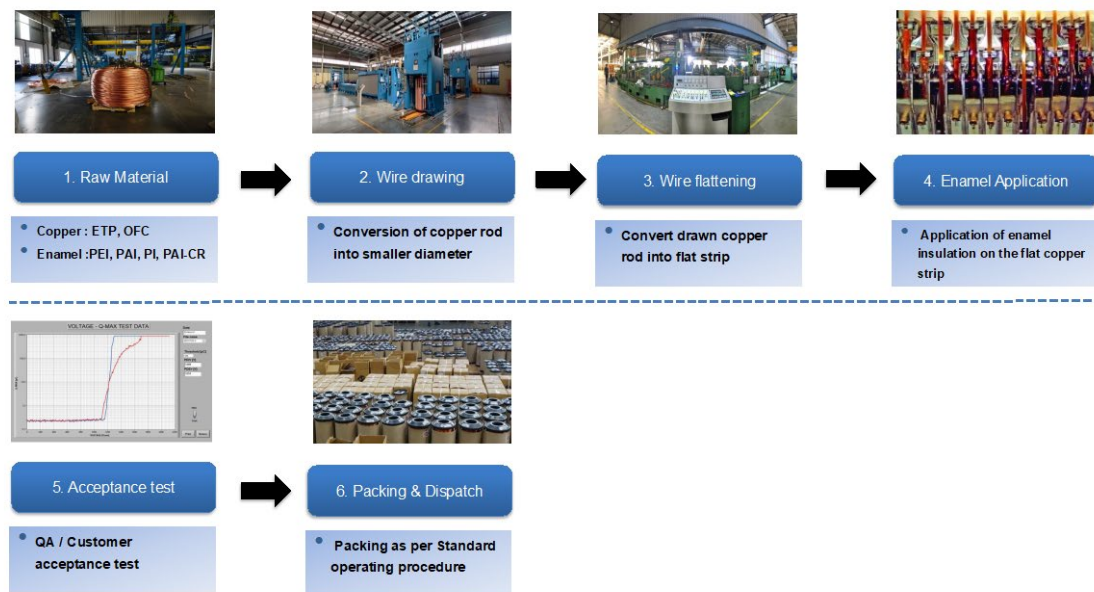 1. Raw Material
2. Wire drawing
3. Wire flattening
4. Enamel Application
• Copper : ETP, OFC
• Enamel :PEI, PAI, PI, PAI-CR
• Conversion of copper rod
into smaller diameter
• Convert drawn copper
rod into flat strip
• Application of enamel
insulation on the flat copper
strip
VOLTAGE - Q-MAX TEST DATA
5. Acceptance test
6. Packing & Dispatch
• QA / Customer
acceptance test
• Packing as per Standard
operating procedure